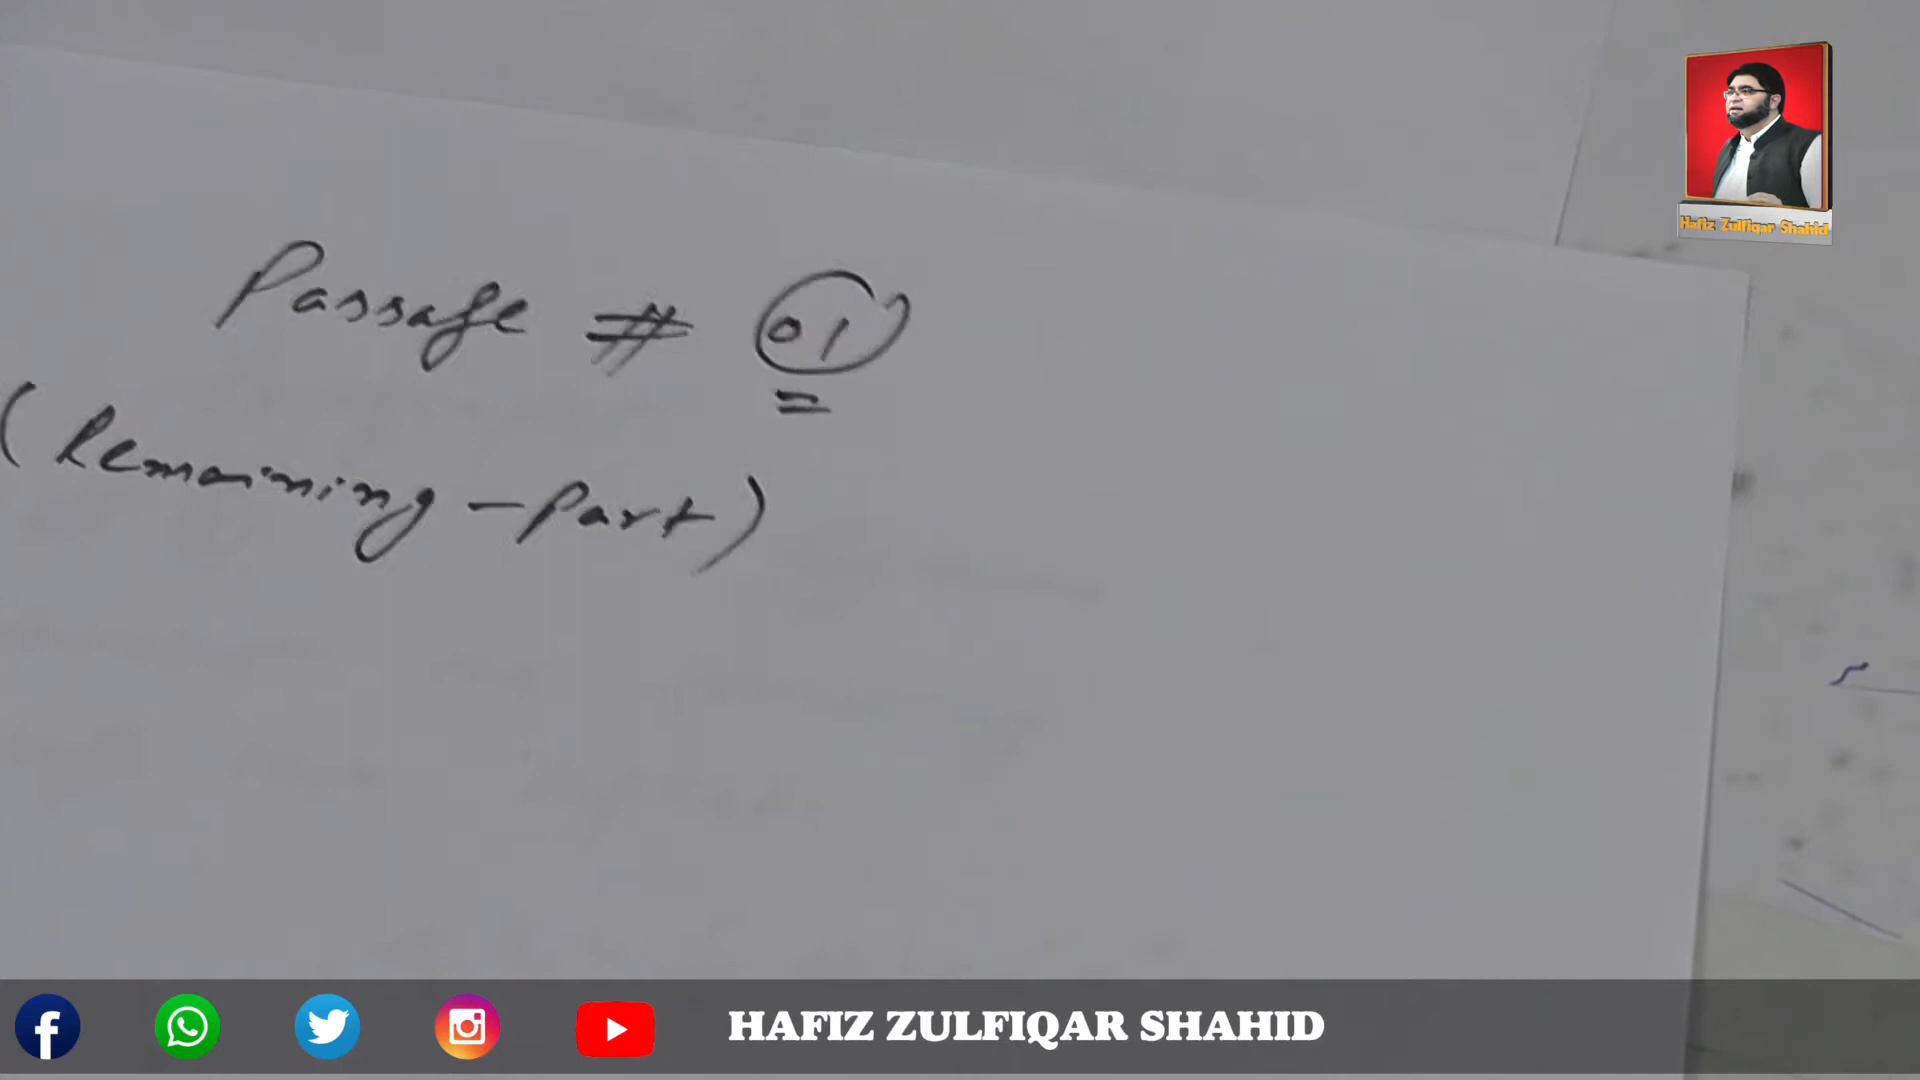 Hafiz Zulfiqar Shahid
Passage # 01
(Remaining - Part)
HAFIZ ZULFIQAR SHAHID